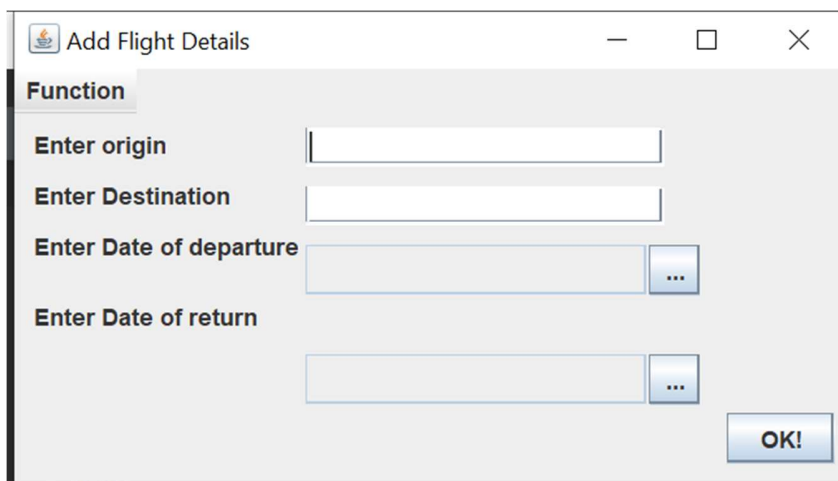 Add Flight Details
Function
Enter origin
Enter Destination
Enter Date of departure
...
Enter Date of return
...
OK!